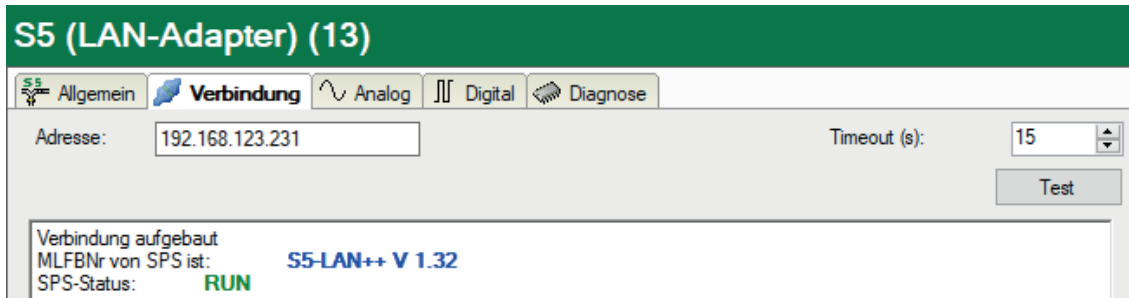 S5 (LAN-Adapter) (13)
S5 Allgemein Verbindung Analog Digital Diagnose
Adresse: 192.168.123.231 Timeout (s): 15
Test
Verbindung aufgebaut
MLFBNr von SPS ist: S5-LAN++ V 1.32
SPS-Status: RUN